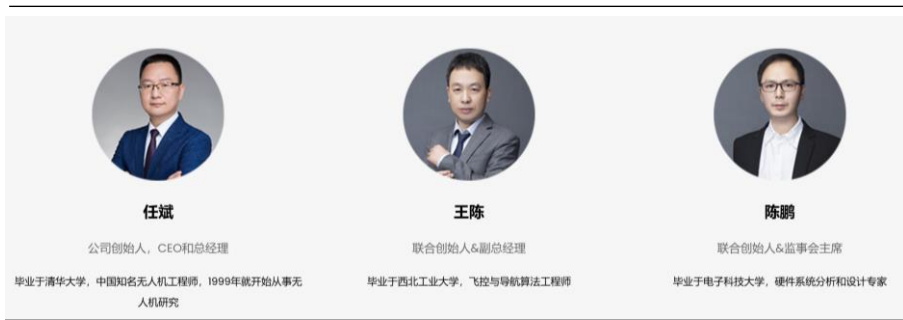 任斌
王陈
陈鹏
公司创始人，CEO和总经理
联合创始人&副总经理
联合创始人&监事会主席
毕业于清华大学，中国知名无人机工程师，1999年就开始从事无
人机研究
毕业于西北工业大学，飞控与导航算法工程师
毕业于电子科技大学，硬件系统分析和设计专家